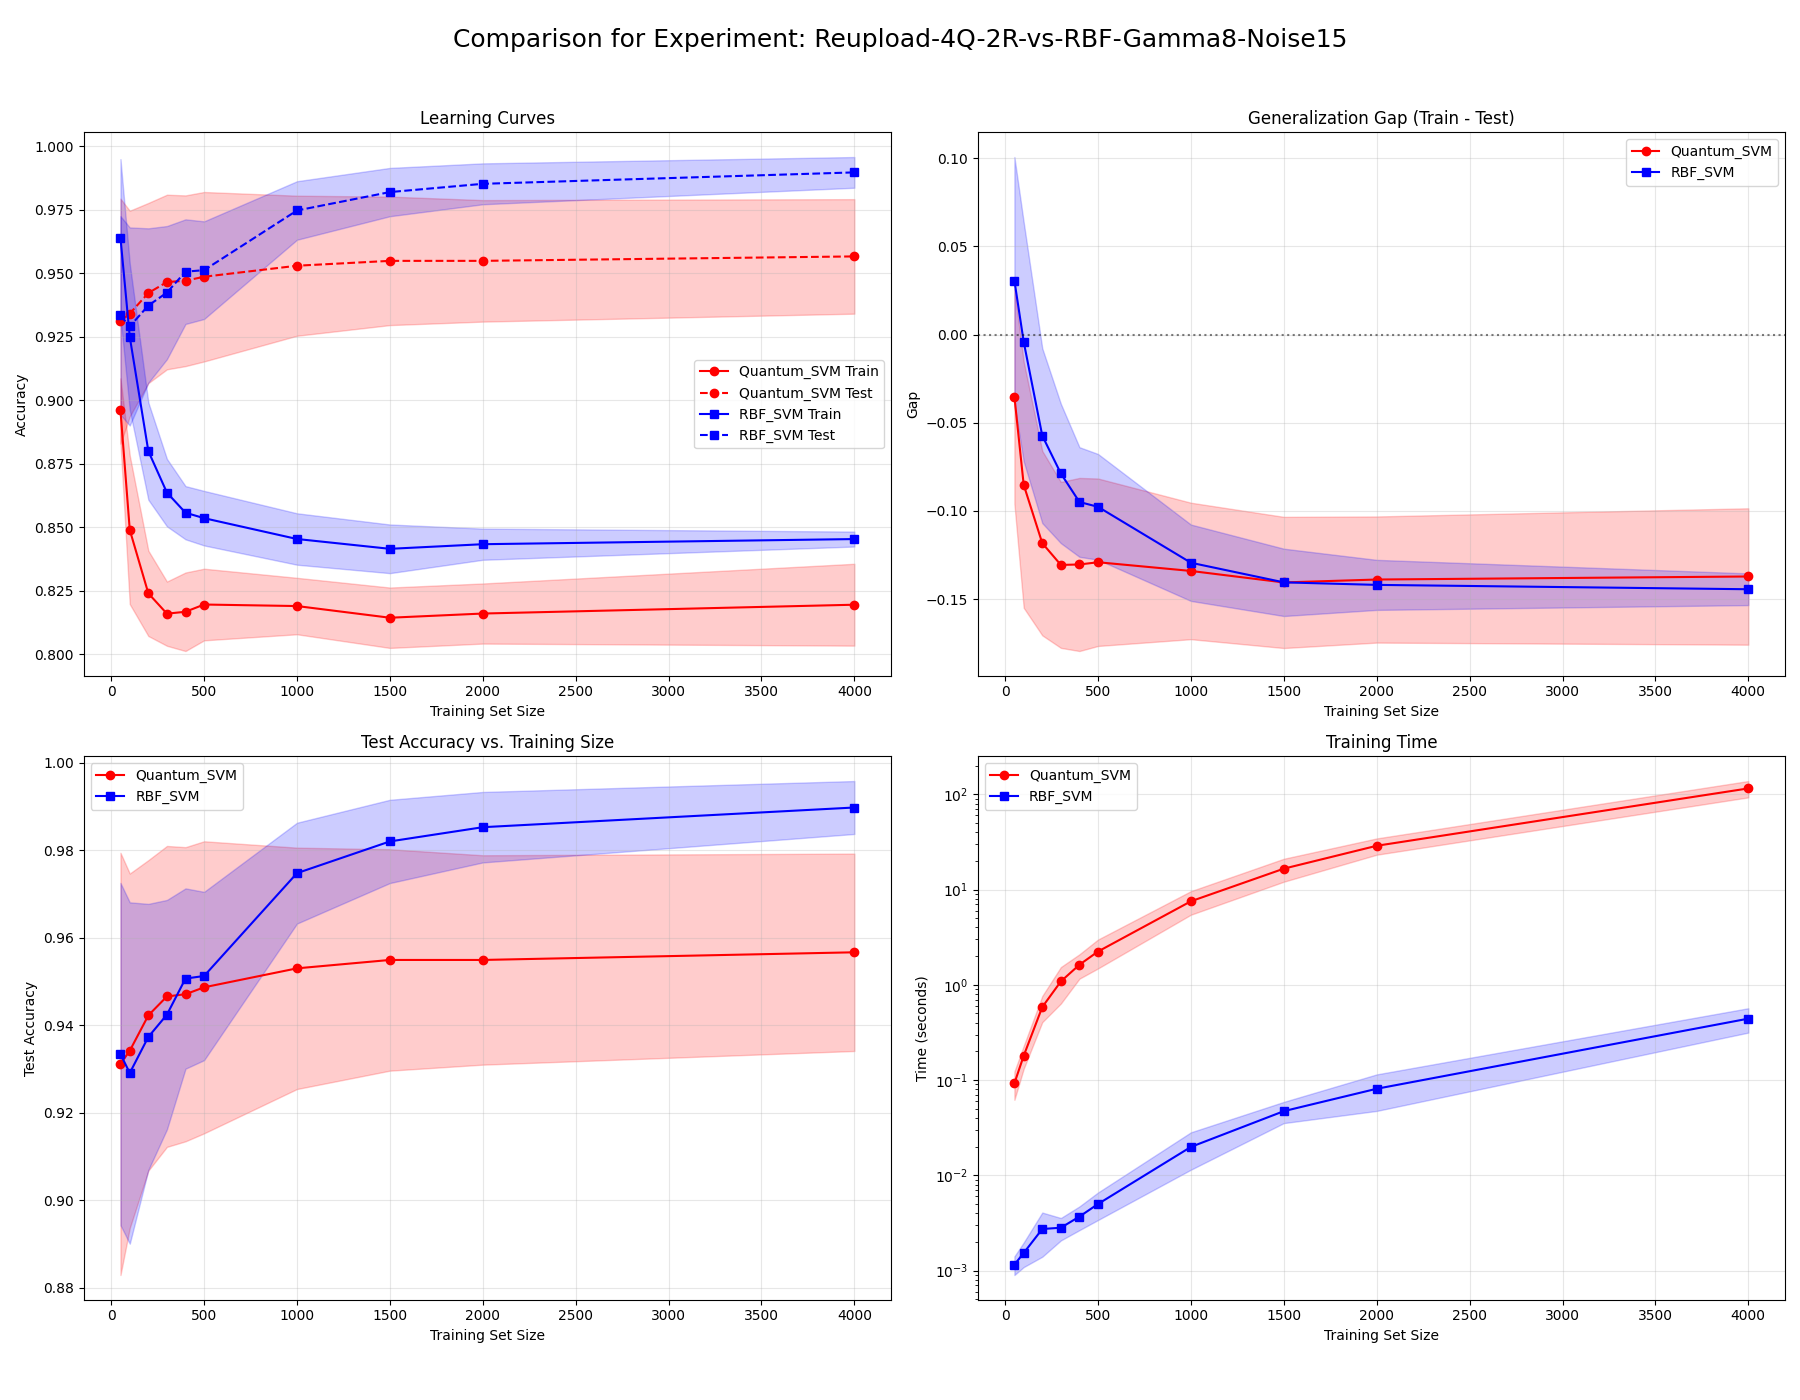 Comparison for Experiment: Reupload-4Q-2R-vs-RBF-Gamma8-Noise15
Learning Curves
1.000
0.975
0.950
0.925
0.900
0.875
0.850
0.825
0.800
Accuracy
Quantum_SVM Train
Quantum_SVM Test
RBF_SVM Train
RBF_SVM Test
0 500 1000 1500 2000 2500 3000 3500 4000
Training Set Size
Generalization Gap (Train - Test)
0.10
0.05
0.00
−0.05
−0.10
−0.15
Gap
Quantum_SVM
RBF_SVM
0 500 1000 1500 2000 2500 3000 3500 4000
Training Set Size
Test Accuracy vs. Training Size
1.00
0.98
0.96
0.94
0.92
0.90
0.88
Test Accuracy
Quantum_SVM
RBF_SVM
0 500 1000 1500 2000 2500 3000 3500 4000
Training Set Size
Training Time
10²
10¹
10⁰
10⁻¹
10⁻²
10⁻³
Time (seconds)
Quantum_SVM
RBF_SVM
0 500 1000 1500 2000 2500 3000 3500 4000
Training Set Size